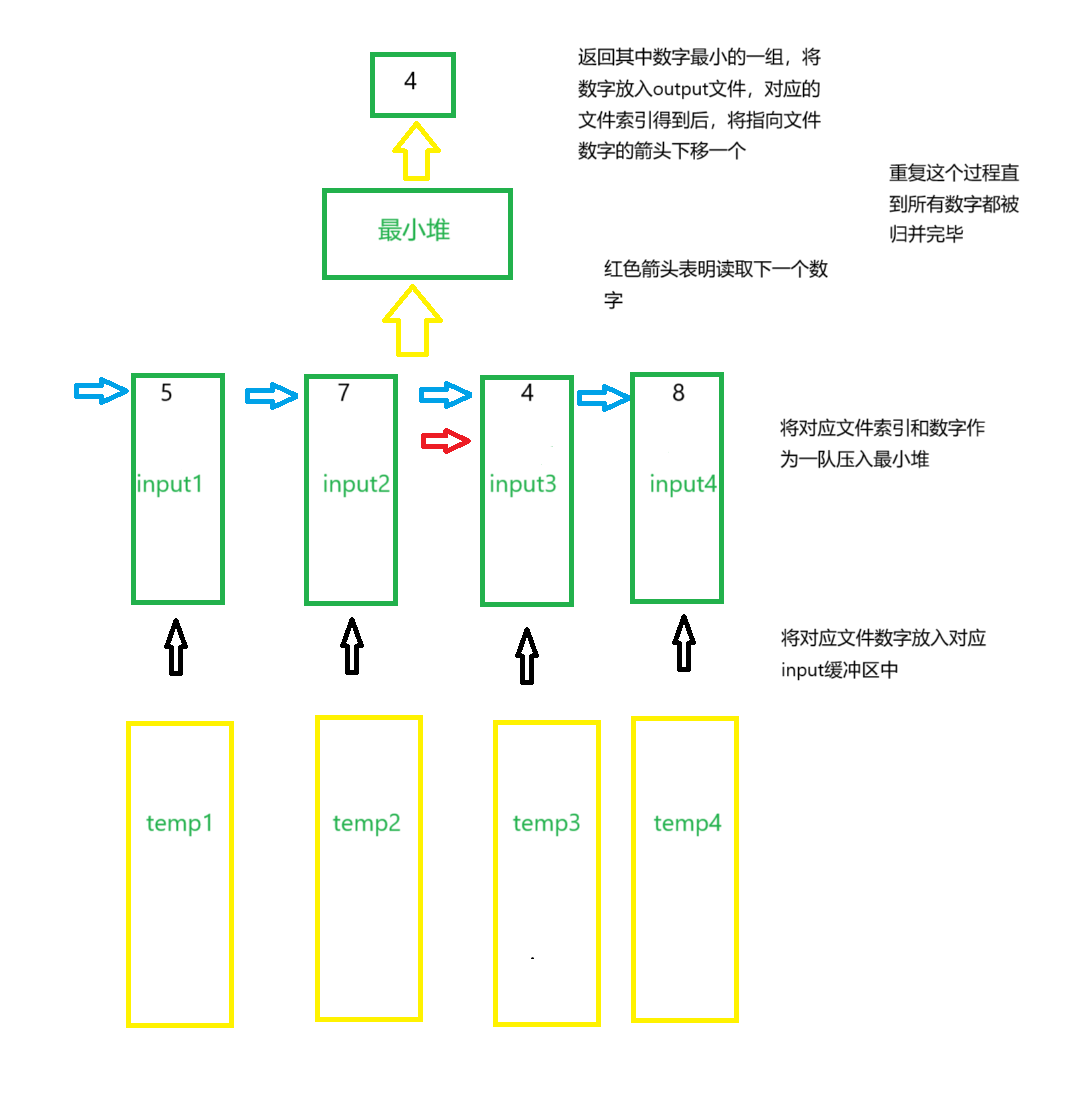 返回其中数字最小的一组，将
数字放入output文件，对应的
文件索引得到后，将指向文件
数字的箭头下移一个
4
重复这个过程直
到所有数字都被
归并完毕
最小堆
红色箭头表明读取下一个数
字
5
7
4
8
将对应文件索引和数字作
为一队压入最小堆
input1
input2
input3
input4
将对应文件数字放入对应
input缓冲区中
temp1
temp2
temp3
temp4